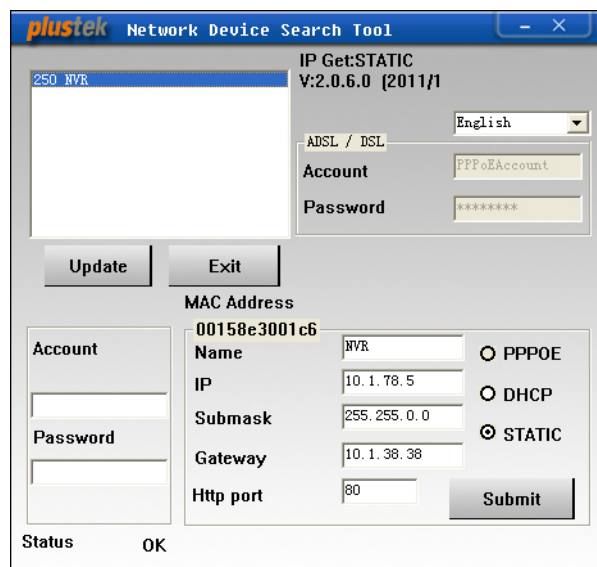 plustek Network Device Search Tool
IP Get:STATIC
250 NVR
V:2.0.6.0 (2011/1
English
ADSL / DSL
Account PPPoEAccount
Password ********
Update Exit
MAC Address
00158e3001c6
Account
Name NVR
PPPOE
IP 10.1.78.5
DHCP
Submask 255.255.0.0
Password
STATIC
Gateway 10.1.38.38
Http port 80
Submit
Status OK